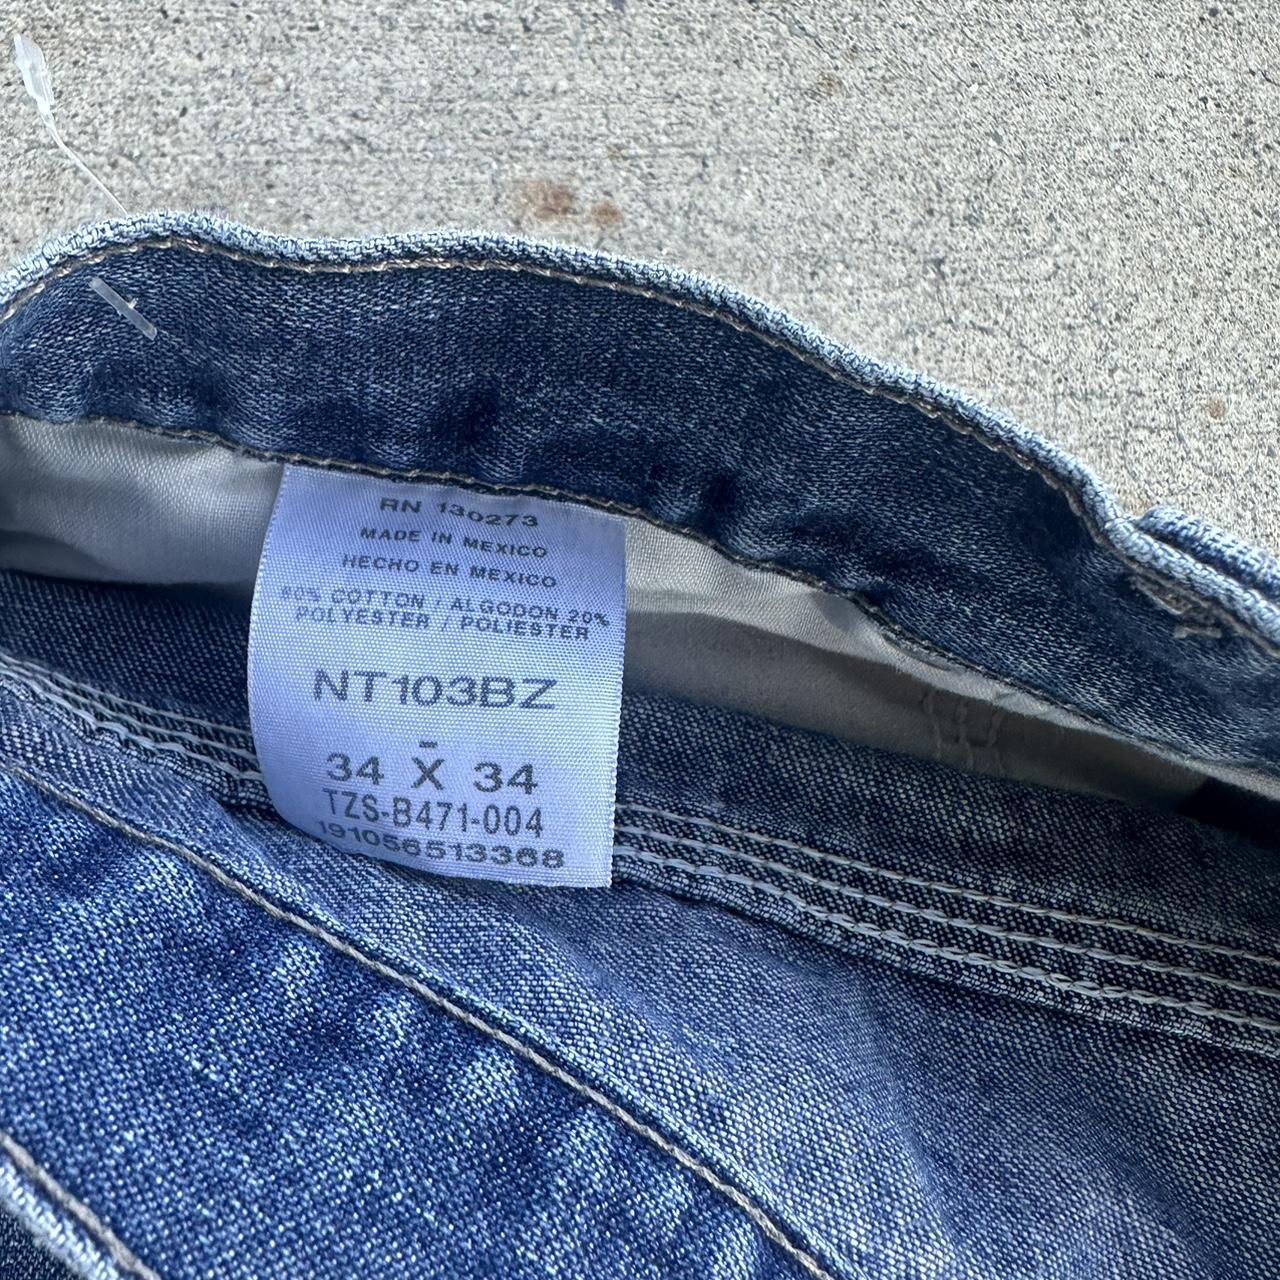 RN 130273
MADE IN MEXICO
HECHO EN MEXICO
80% COTTON / ALGODON 20%
POLYESTER / POLIESTER
NT103BZ
-
34 X 34
TZS-B471-004
191056513368